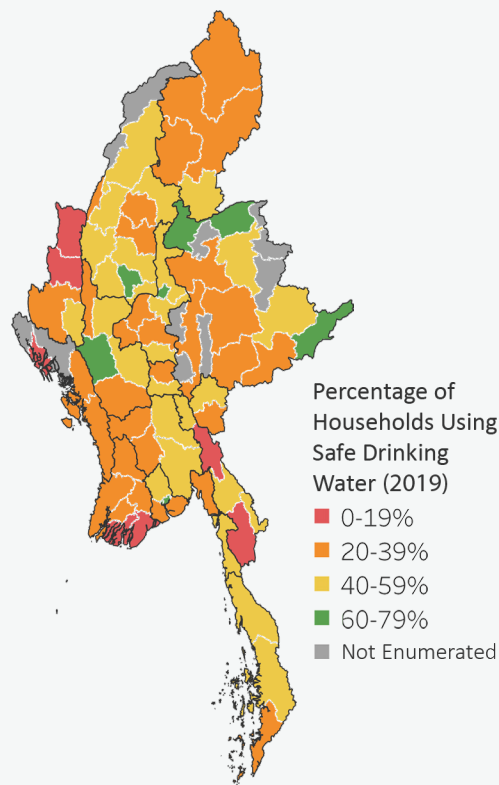 Percentage of
Households Using
Safe Drinking
Water (2019)
0-19%
20-39%
40-59%
60-79%
Not Enumerated